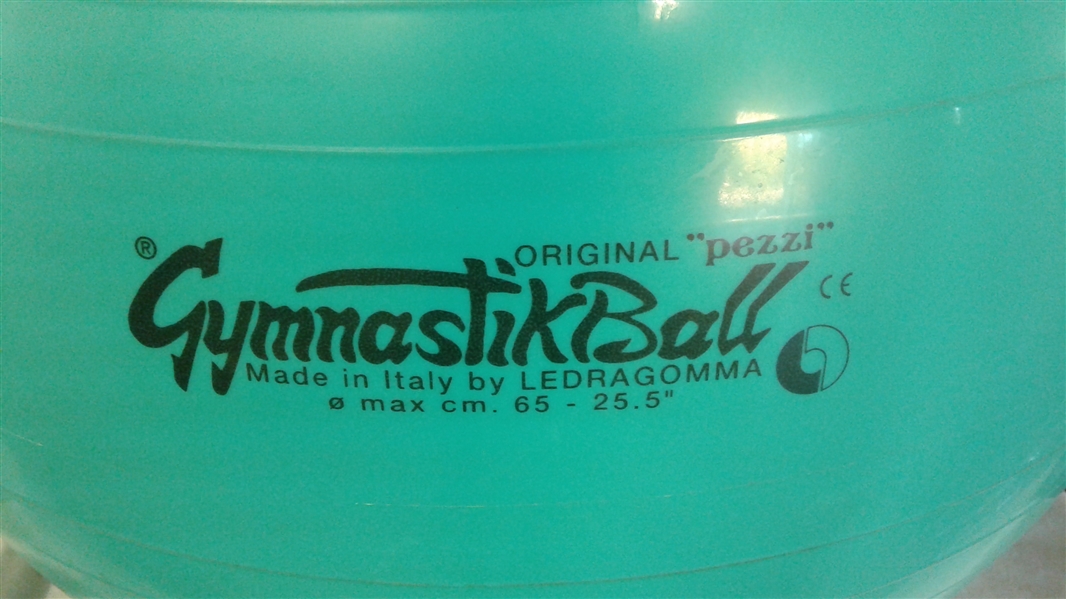 ORIGINAL "pezzi"
® GymnastikBall CE
Made in Italy by LEDRAGOMMA
ø max cm. 65 - 25.5"